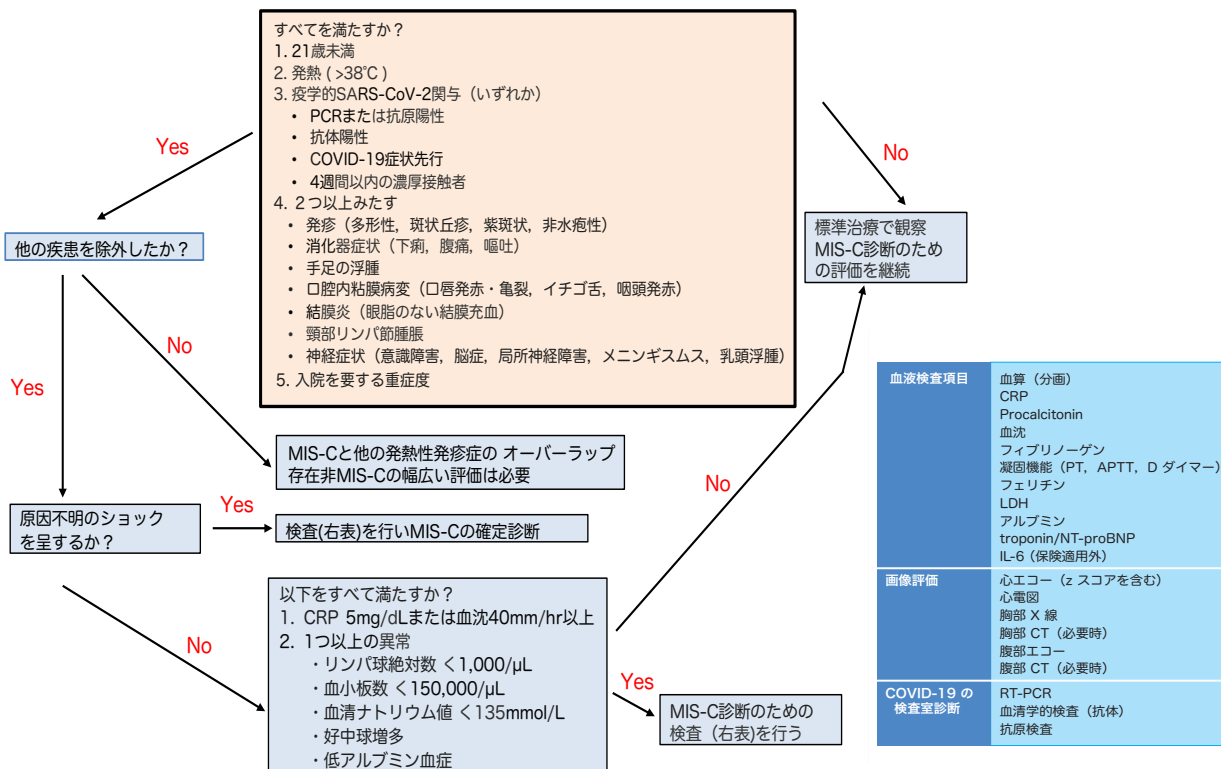 すべてを満たすか？
1. 21歳未満
2. 発熱 ( >38℃ )
3. 疫学的SARS-CoV-2関与（いずれか）
• PCRまたは抗原陽性
• 抗体陽性
• COVID-19症状先行
• 4週間以内の濃厚接触者
4. ２つ以上みたす
• 発疹（多形性，斑状丘疹，紫斑状，非水疱性）
• 消化器症状（下痢，腹痛，嘔吐）
• 手足の浮腫
• 口腔内粘膜病変（口唇発赤・亀裂，イチゴ舌，咽頭発赤）
• 結膜炎（眼脂のない結膜充血）
• 頸部リンパ節腫脹
• 神経症状（意識障害，脳症，局所神経障害，メニンギスムス，乳頭浮腫）
5. 入院を要する重症度
Yes
No
他の疾患を除外したか？
標準治療で観察
MIS-C診断のため
の評価を継続
No
Yes
MIS-Cと他の発熱性発疹症の オーバーラップ
存在非MIS-Cの幅広い評価は必要
No
原因不明のショック
を呈するか？
Yes
検査(右表)を行いMIS-Cの確定診断
No
以下をすべて満たすか？
1. CRP 5mg/dLまたは血沈40mm/hr以上
2. 1つ以上の異常
・リンパ球絶対数 <1,000/μL
・血小板数 <150,000/μL
・血清ナトリウム値 <135mmol/L
・好中球増多
・低アルブミン血症
Yes
MIS-C診断のための
検査（右表)を行う
血液検査項目
血算（分画）
CRP
Procalcitonin
血沈
フィブリノーゲン
凝固機能（PT，APTT，D ダイマー）
フェリチン
LDH
アルブミン
troponin/NT-proBNP
IL-6（保険適用外）
画像評価
心エコー（z スコアを含む）
心電図
胸部 X 線
胸部 CT（必要時）
腹部エコー
腹部 CT（必要時）
COVID-19 の
検査室診断
RT-PCR
血清学的検査（抗体）
抗原検査